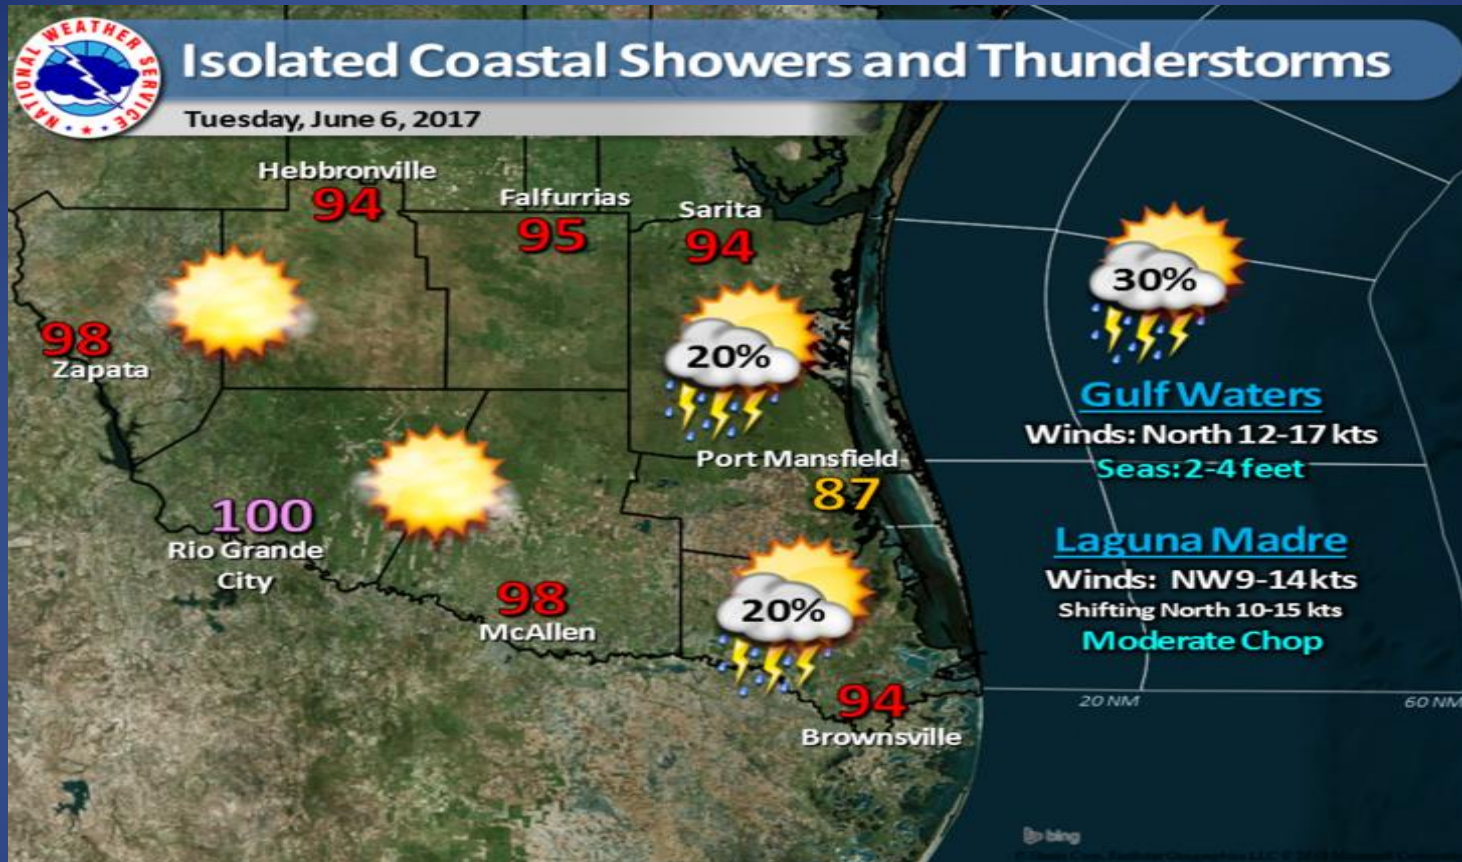 NATIONAL WEATHER SERVICE
Isolated Coastal Showers and Thunderstorms
Tuesday, June 6, 2017
Hebbronville
94
Falfurrias
95
Sarita
94
30%
98
Zapata
20%
Gulf Waters
Winds: North 12-17 kts
Seas: 2-4 feet
Port Mansfield
87
100
Rio Grande
City
Laguna Madre
Winds: NW 9-14 kts
Shifting North 10-15 kts
Moderate Chop
98
McAllen
20%
94
Brownsville
20 NM
60 NM
bing